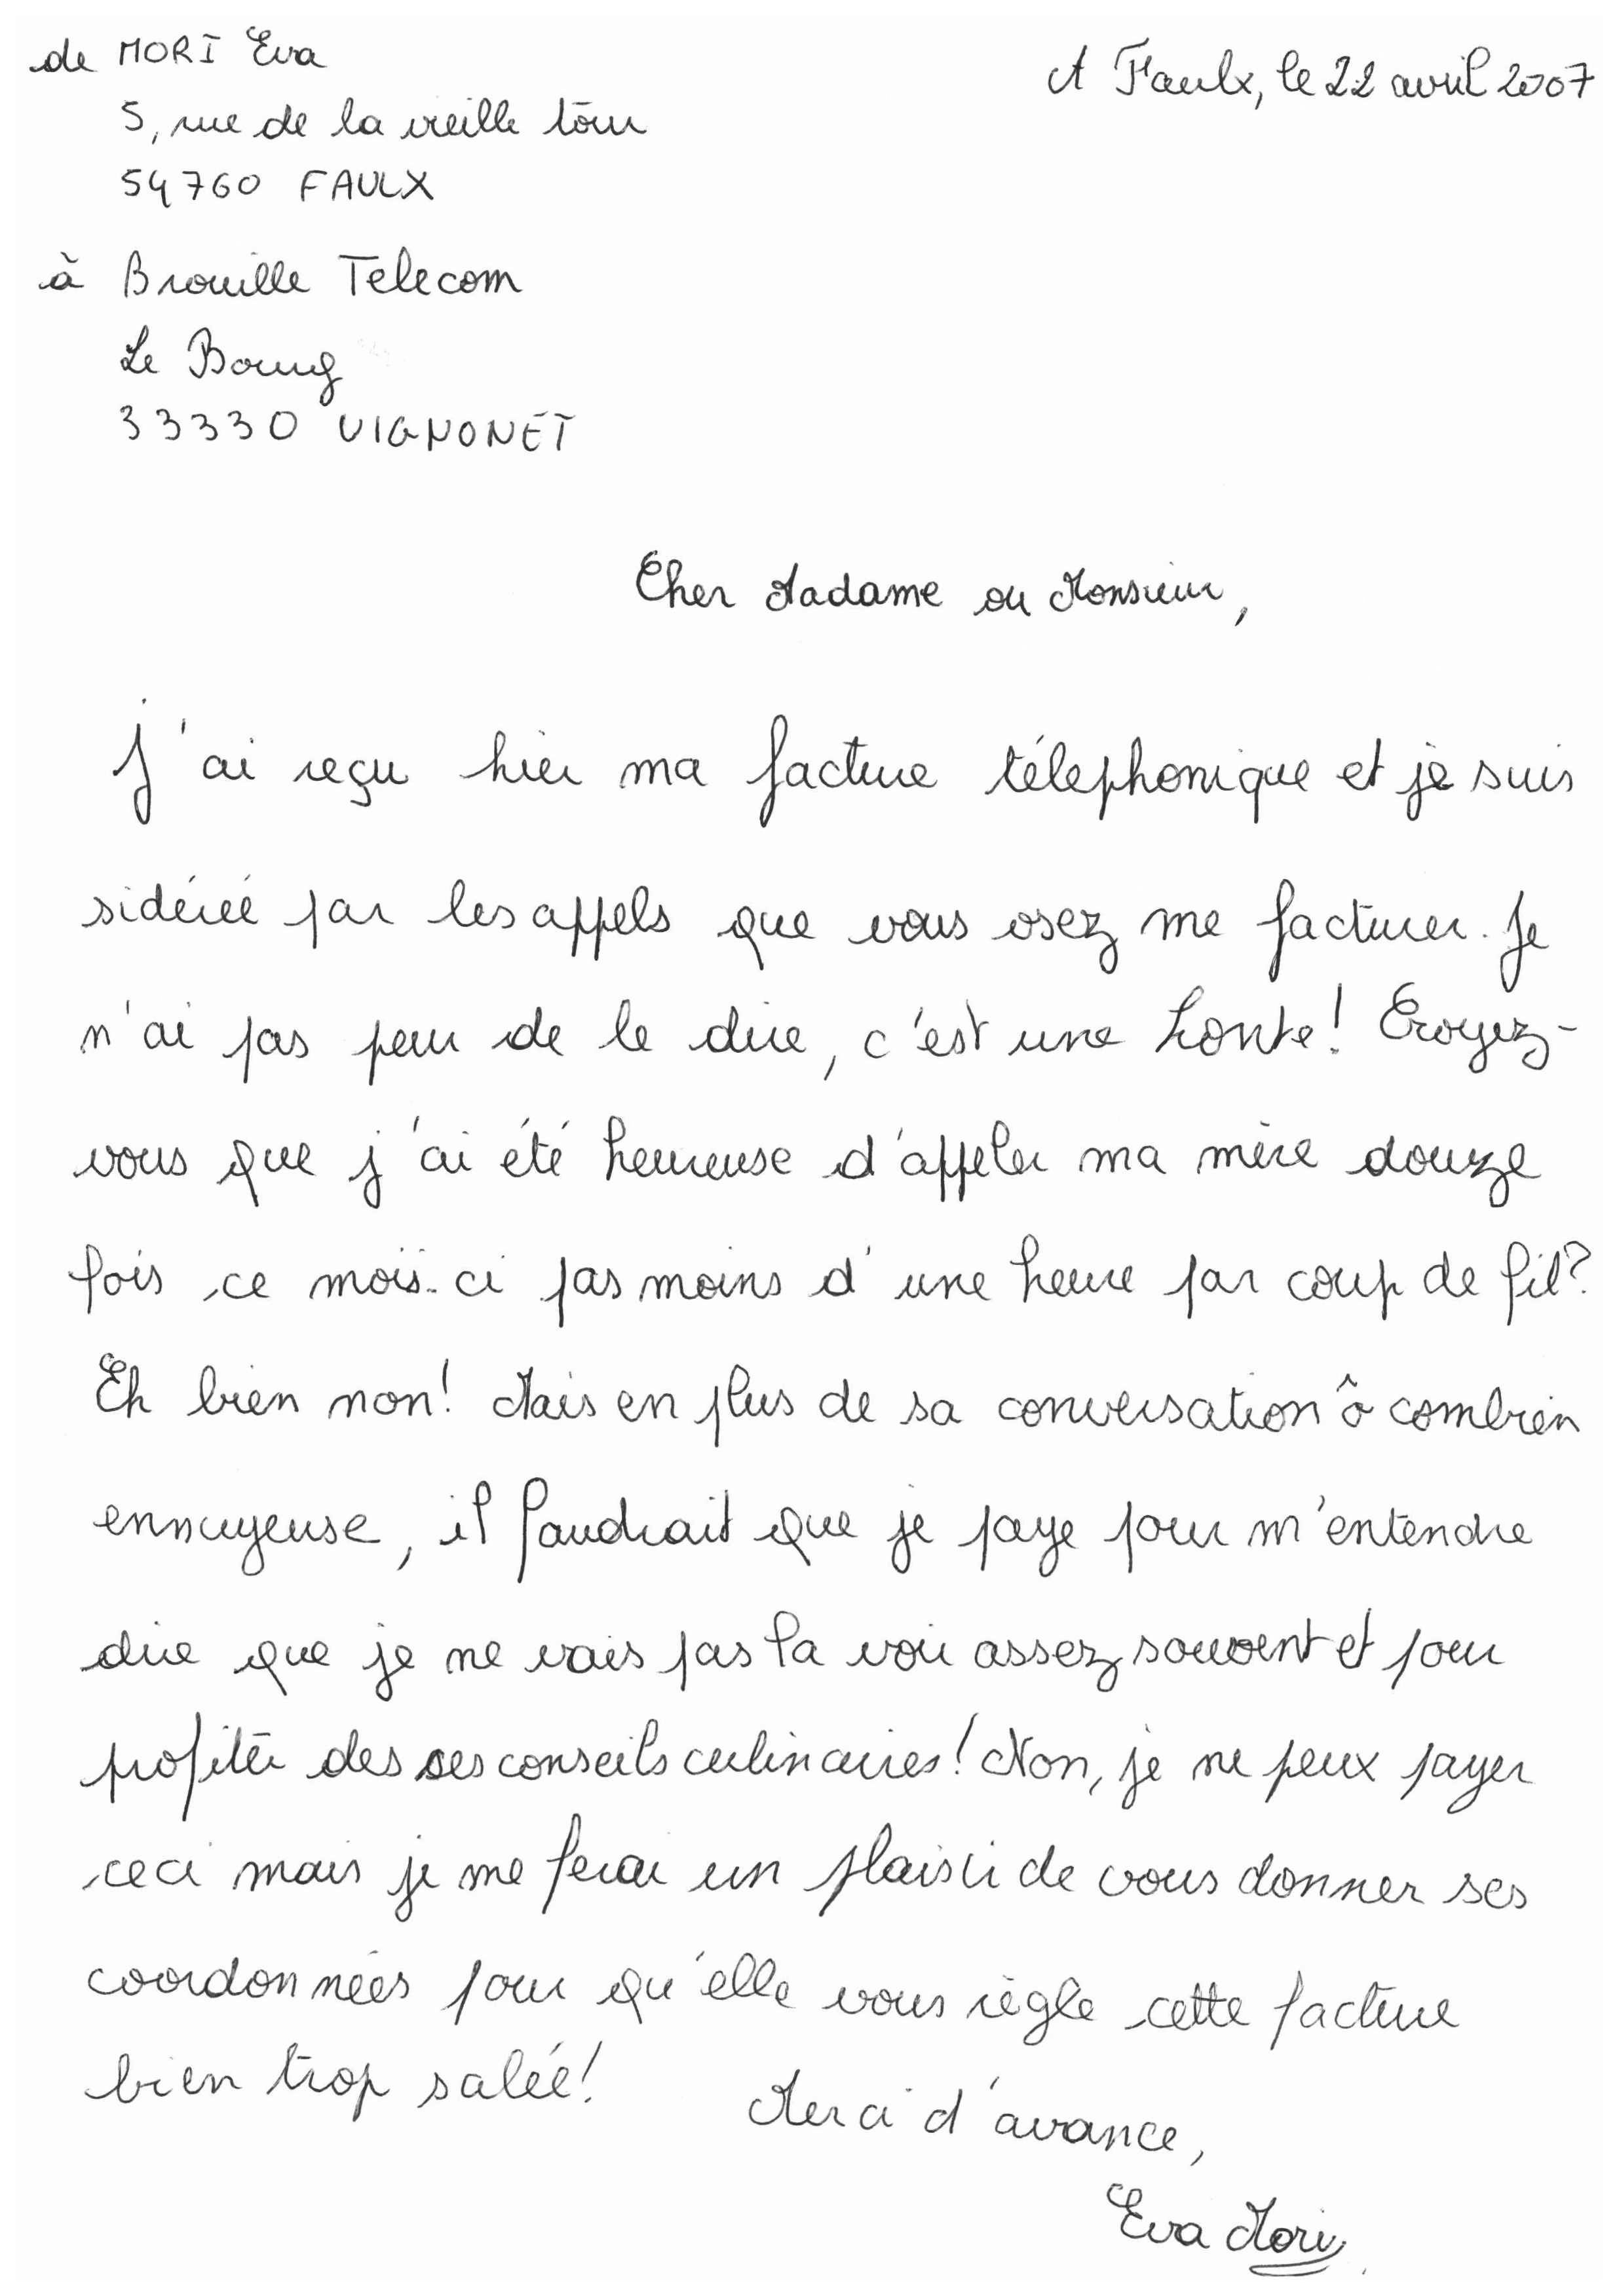 de MORI Eva
A Faulx, le 22 avril 2007
5, rue de la vieille tour
54760 FAULX
à Brouille Telecom
Le Bourg
33330 VIGNONET
Cher Madame ou Monsieur,
J'ai reçu hier ma facture téléphonique et je suis
sidérée par les appels que vous osez me facturer. Je
n'ai pas peur de le dire, c'est une honte! Croyez-
vous que j'ai été heureuse d'appeler ma mère douze
fois ce mois-ci pas moins d'une heure par coup de fil?
Eh bien non! Mais en plus de sa conversation ô combien
ennuyeuse, il faudrait que je paye pour m'entendre
dire que je ne vais pas la voir assez souvent et pour
profiter des ses conseils culinaires! Non, je ne peux payer
ceci mais je me ferai un plaisir de vous donner ses
coordonnées pour qu'elle vous règle cette facture
bien trop salée!
Merci d'avance,
Eva Mori